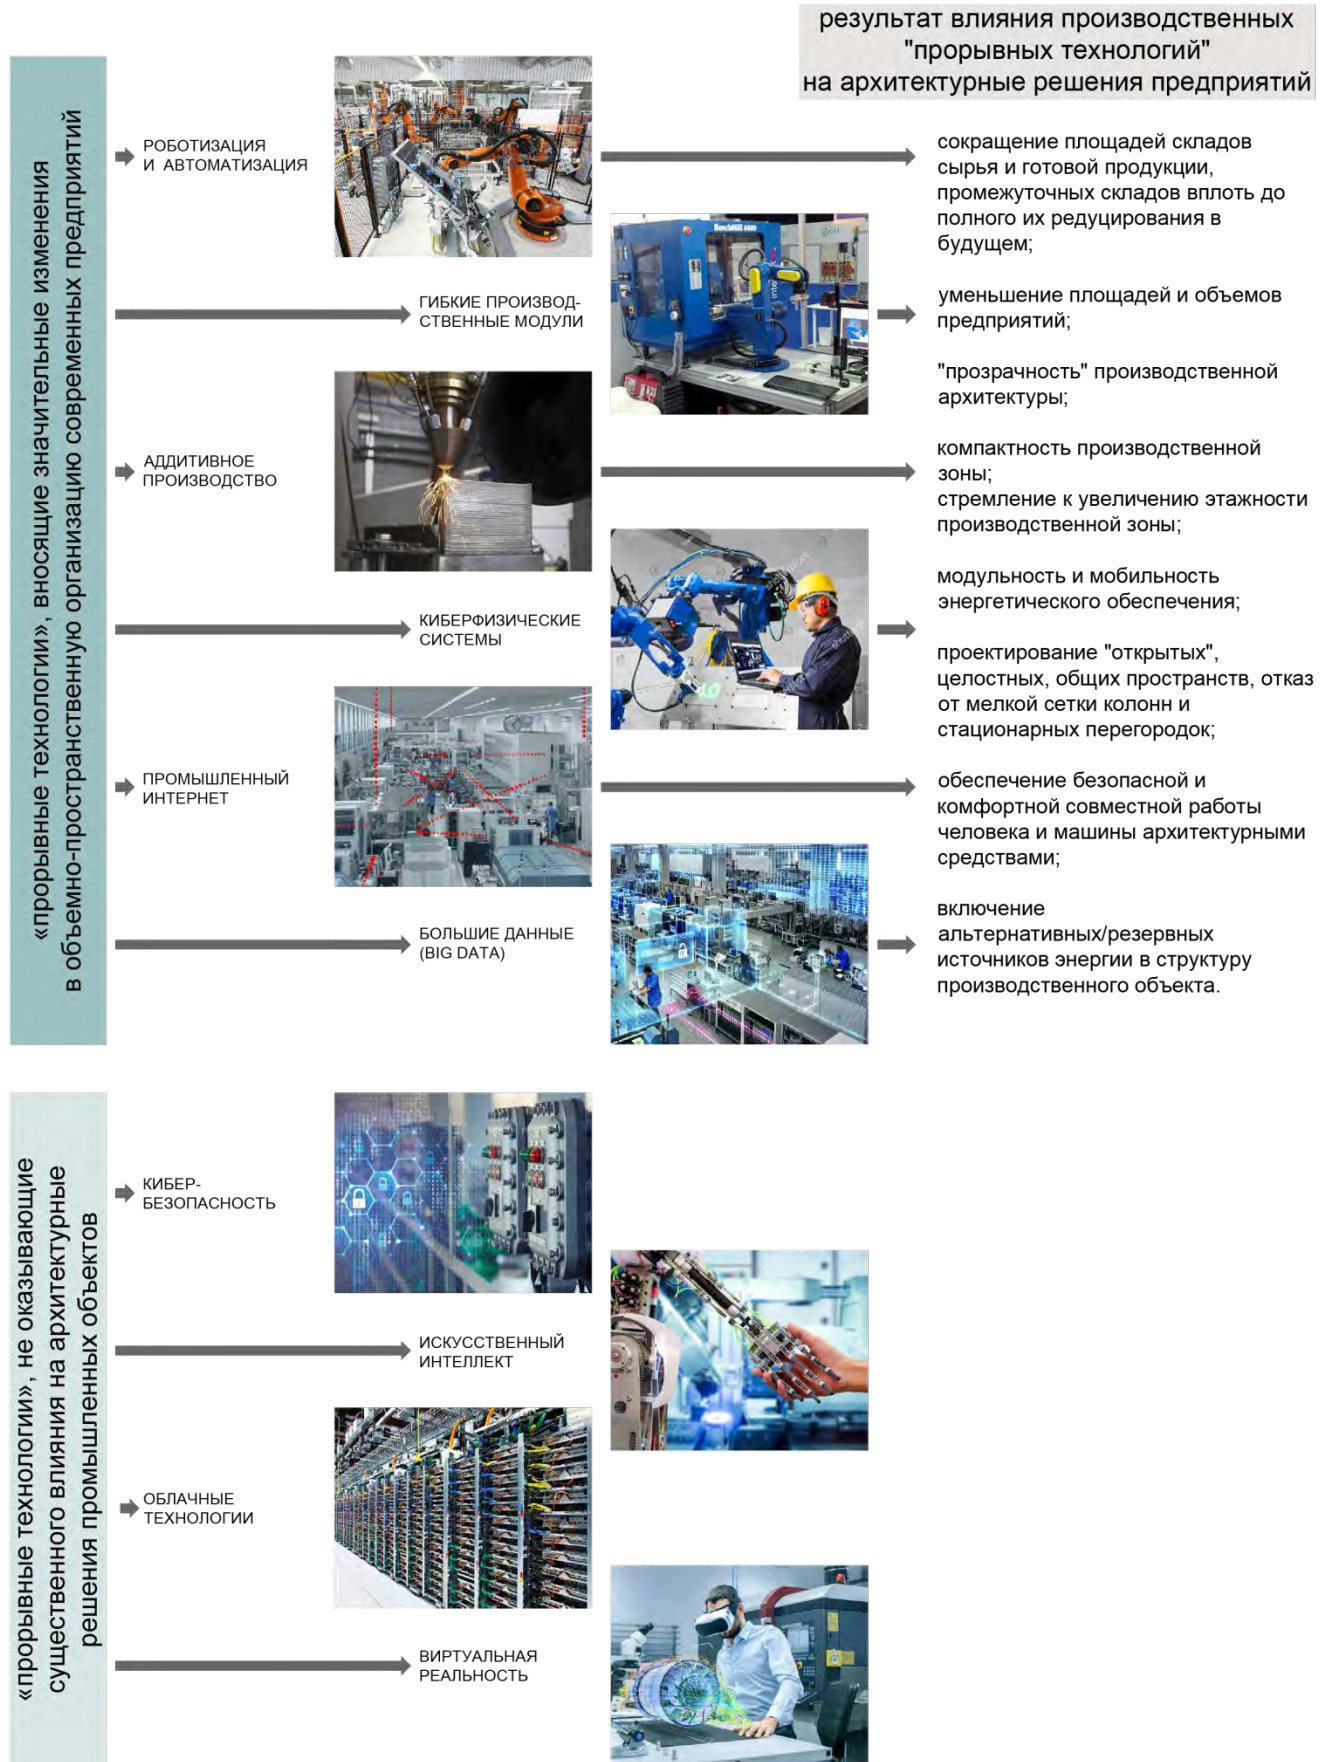 результат влияния производственных
"прорывных технологий"
на архитектурные решения предприятий
«прорывные технологии», вносящие значительные изменения
в объемно-пространственную организацию современных предприятий
РОБОТИЗАЦИЯ
И АВТОМАТИЗАЦИЯ
BenchMill 6000
ГИБКИЕ ПРОИЗВОД-
СТВЕННЫЕ МОДУЛИ
АДДИТИВНОЕ
ПРОИЗВОДСТВО
КИБЕРФИЗИЧЕСКИЕ
СИСТЕМЫ
ПРОМЫШЛЕННЫЙ
ИНТЕРНЕТ
БОЛЬШИЕ ДАННЫЕ
(BIG DATA)
сокращение площадей складов
сырья и готовой продукции,
промежуточных складов вплоть до
полного их редуцирования в
будущем;
уменьшение площадей и объемов
предприятий;
"прозрачность" производственной
архитектуры;
компактность производственной
зоны;
стремление к увеличению этажности
производственной зоны;
модульность и мобильность
энергетического обеспечения;
проектирование "открытых",
целостных, общих пространств, отказ
от мелкой сетки колонн и
стационарных перегородок;
обеспечение безопасной и
комфортной совместной работы
человека и машины архитектурными
средствами;
включение
альтернативных/резервных
источников энергии в структуру
производственного объекта.
«прорывные технологии», не оказывающие
существенного влияния на архитектурные
решения промышленных объектов
КИБЕР-
БЕЗОПАСНОСТЬ
ИСКУССТВЕННЫЙ
ИНТЕЛЛЕКТ
ОБЛАЧНЫЕ
ТЕХНОЛОГИИ
ВИРТУАЛЬНАЯ
РЕАЛЬНОСТЬ